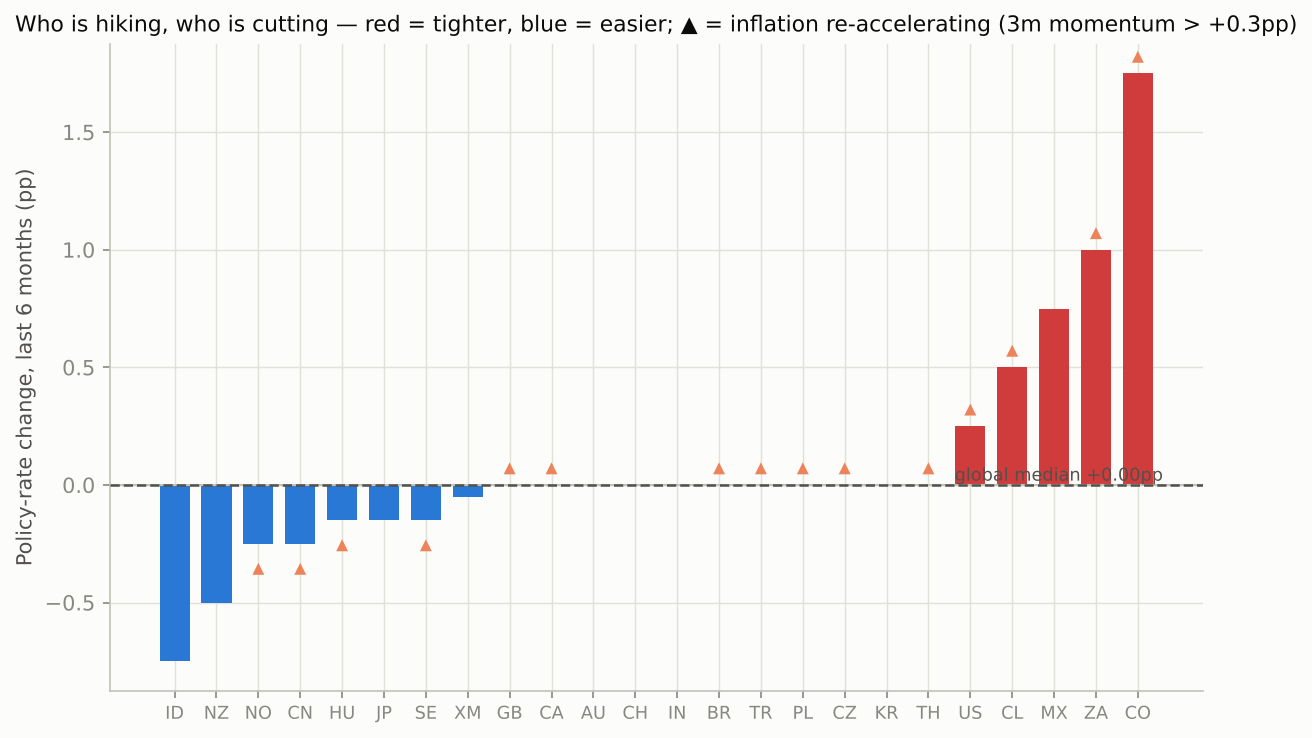 Who is hiking, who is cutting — red = tighter, blue = easier; ▲ = inflation re-accelerating (3m momentum > +0.3pp)
Policy-rate change, last 6 months (pp)
1.5
1.0
0.5
0.0
−0.5
global median +0.00pp
ID NZ NO CN HU JP SE XM GB CA AU CH IN BR TR PL CZ KR TH US CL MX ZA CO